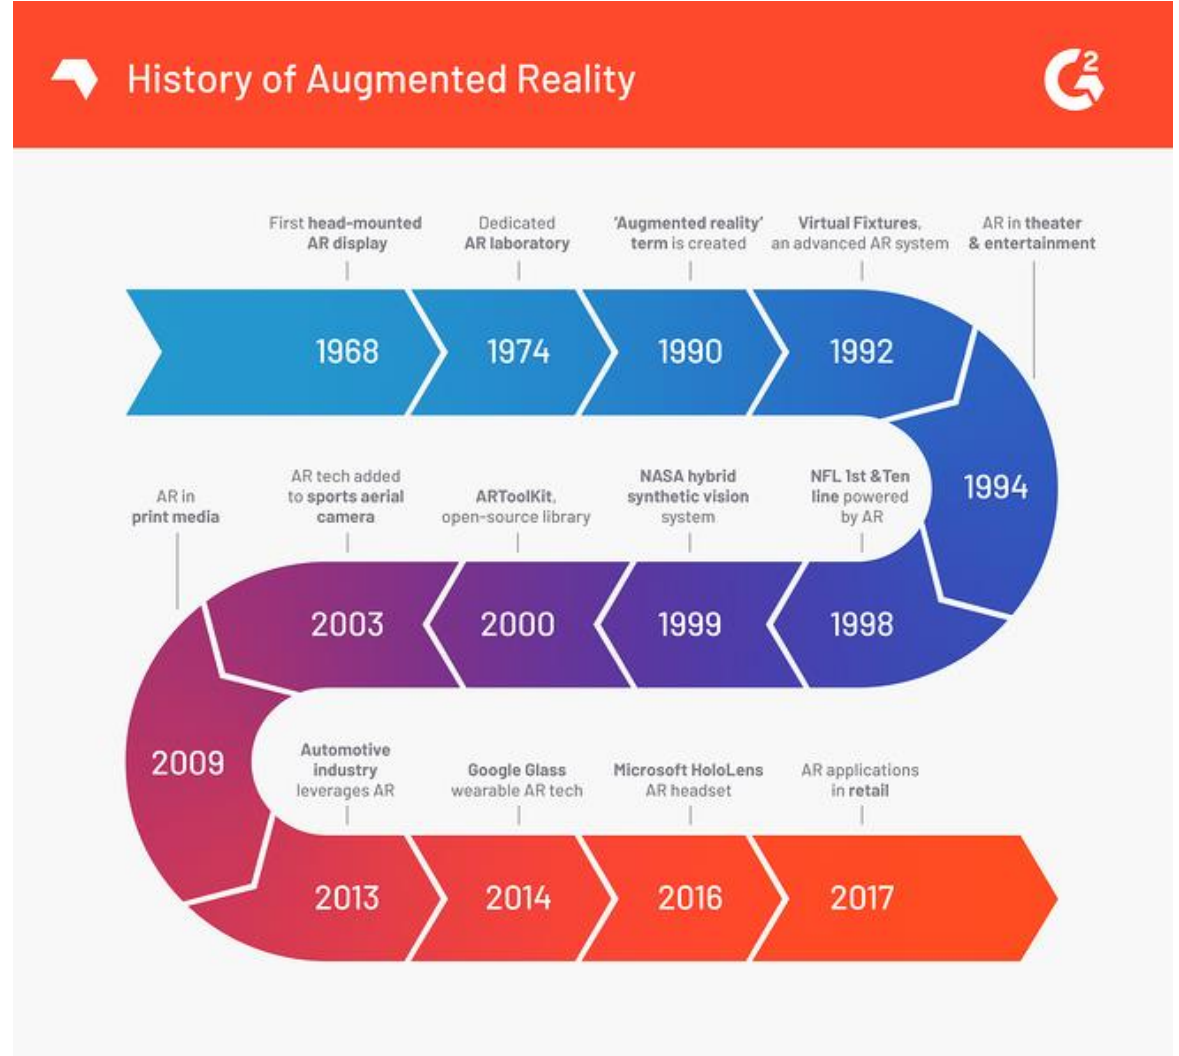 History of Augmented Reality
G2
First head-mounted
AR display
Dedicated
AR laboratory
'Augmented reality'
term is created
Virtual Fixtures,
an advanced AR system
AR in theater
& entertainment
1968
1974
1990
1992
1994
NFL 1st &Ten
line powered
by AR
NASA hybrid
synthetic vision
system
ARToolKit,
open-source library
AR tech added
to sports aerial
camera
AR in
print media
1998
1999
2000
2003
2009
Automotive
industry
leverages AR
Google Glass
wearable AR tech
Microsoft HoloLens
AR headset
AR applications
in retail
2013
2014
2016
2017